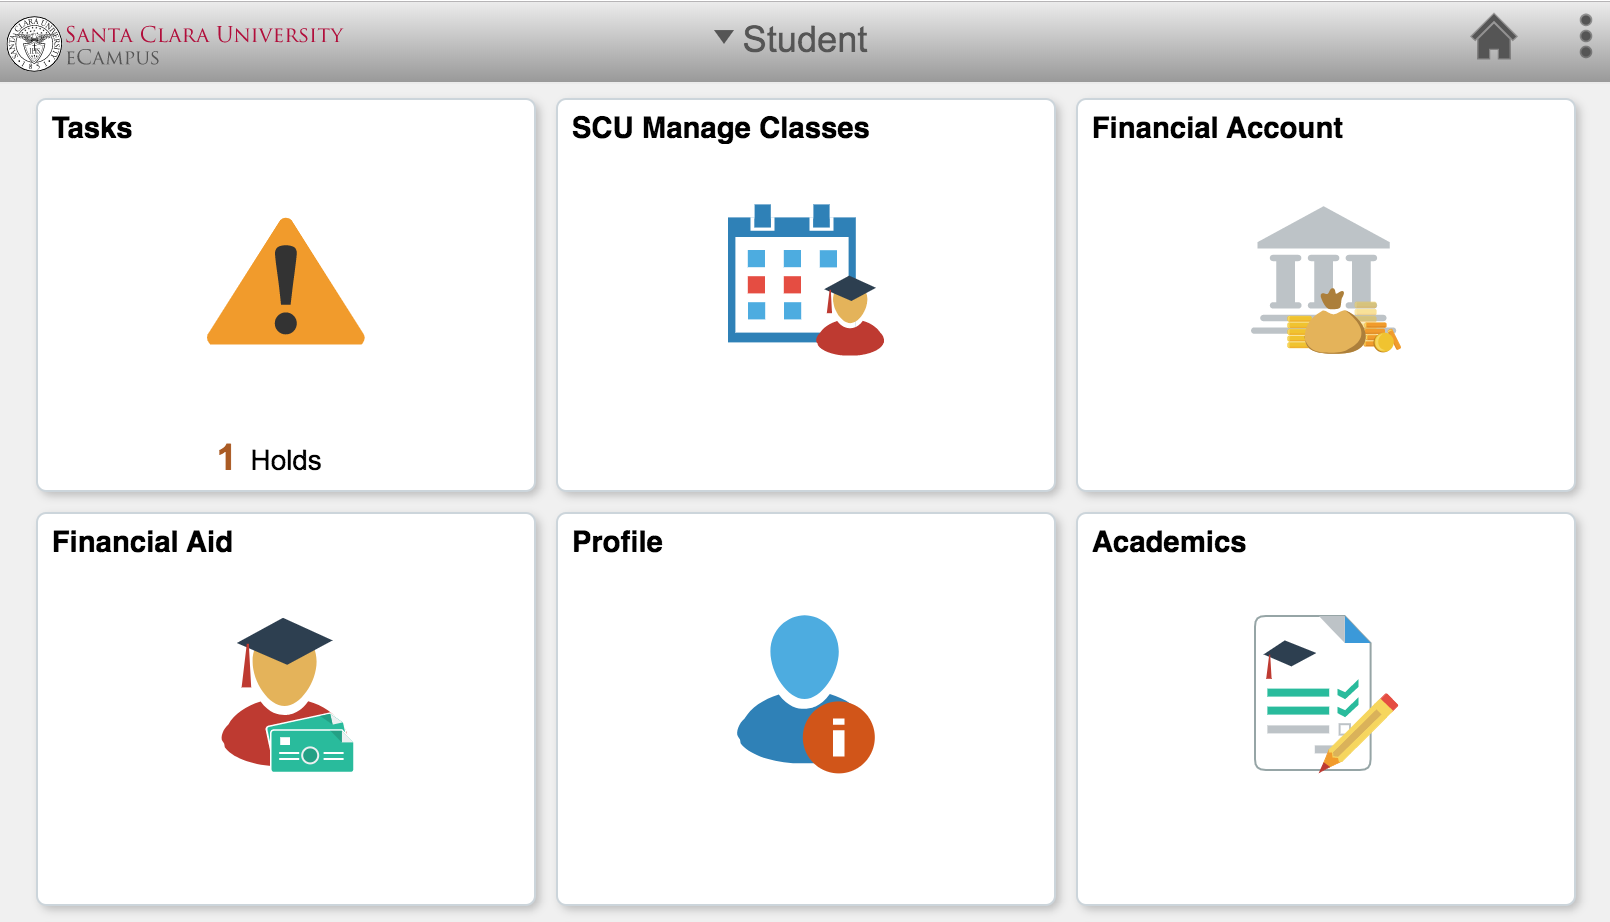 SANTA CLARA UNIVERSITY
ECAMPUS
Student
Tasks
1 Holds
SCU Manage Classes
Financial Account
Financial Aid
Profile
Academics